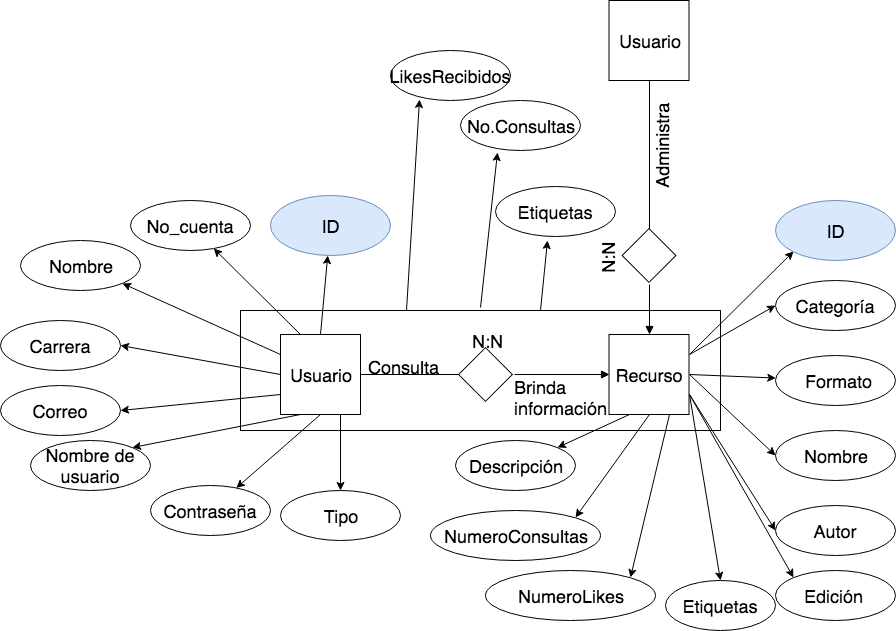 Usuario
LikesRecibidos
No.Consultas
Administra
Etiquetas
No_cuenta
ID
ID
N:N
Nombre
Categoría
Carrera
N:N
Consulta
Usuario
Recurso
Formato
Brinda
información
Correo
Nombre de
usuario
Descripción
Nombre
Contraseña
Tipo
NumeroConsultas
Autor
NumeroLikes
Etiquetas
Edición